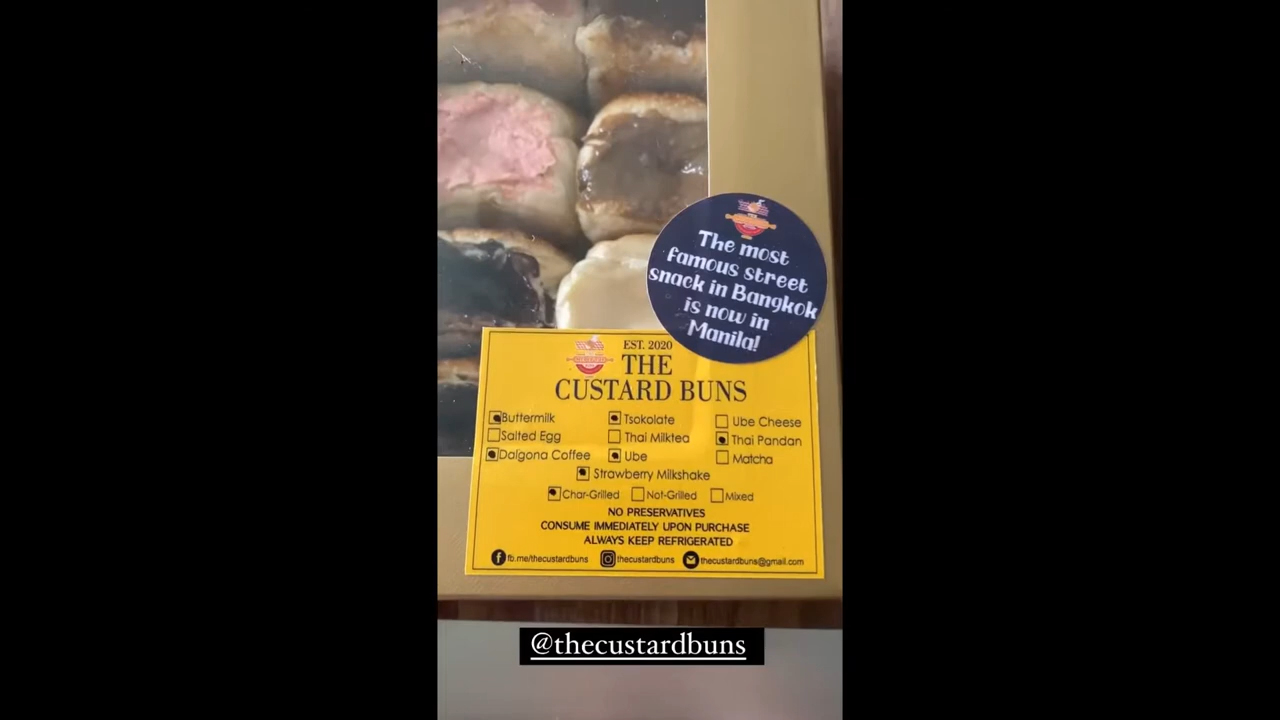 The most
famous street
snack in Bangkok
is now in
Manila!
EST. 2020
THE
CUSTARD BUNS
Buttermilk Tsokolate Ube Cheese
Salted Egg Thai Milktea Thai Pandan
Dalgona Coffee Ube Matcha
Strawberry Milkshake
Char-Grilled Not-Grilled Mixed
NO PRESERVATIVES
CONSUME IMMEDIATELY UPON PURCHASE
ALWAYS KEEP REFRIGERATED
fb.me/thecustardbuns thecustardbuns thecustardbuns@gmail.com
@thecustardbuns